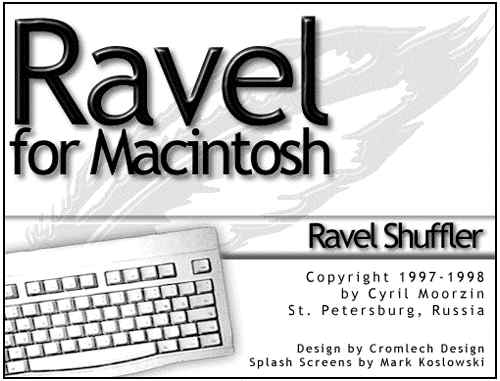 Ravel
for Macintosh
Ravel Shuffler
Copyright 1997-1998
by Cyril Moorzin
St. Petersburg, Russia
Design by Cromlech Design
Splash Screens by Mark Koslowski